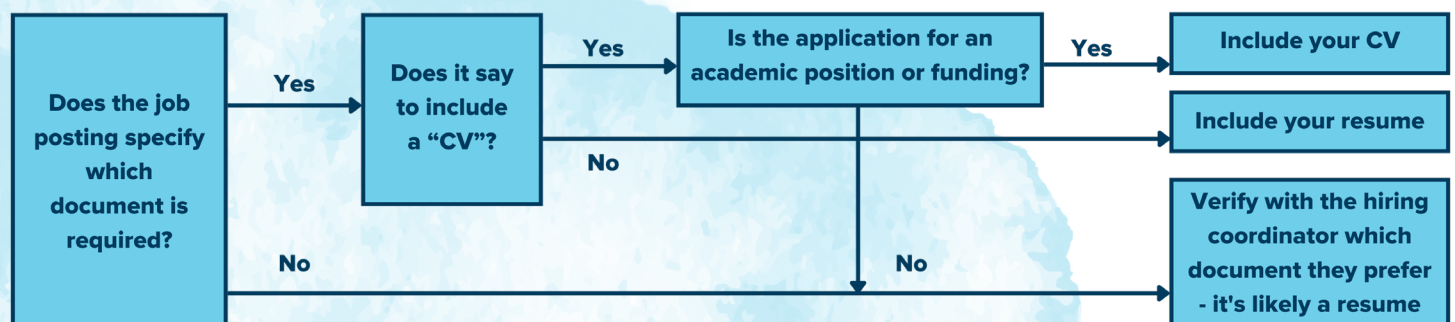 Does the job
posting specify
which
document is
required?
Yes
No
Does it say
to include
a “CV”?
Yes
No
Is the application for an
academic position or funding?
Yes
No
Include your CV
Include your resume
Verify with the hiring
coordinator which
document they prefer
- it's likely a resume